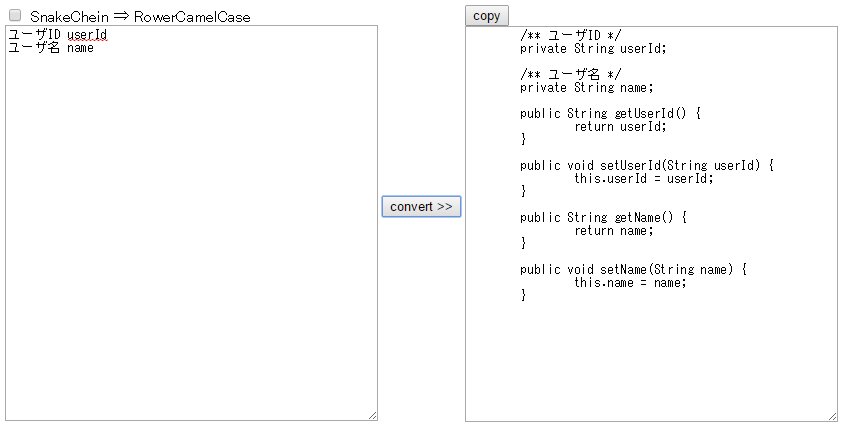 SnakeChein ⇒ RowerCamelCase
ユーザID userId
ユーザ名 name
convert >>
copy
/** ユーザID */
private String userId;
/** ユーザ名 */
private String name;
public String getUserId() {
return userId;
}
public void setUserId(String userId) {
this.userId = userId;
}
public String getName() {
return name;
}
public void setName(String name) {
this.name = name;
}